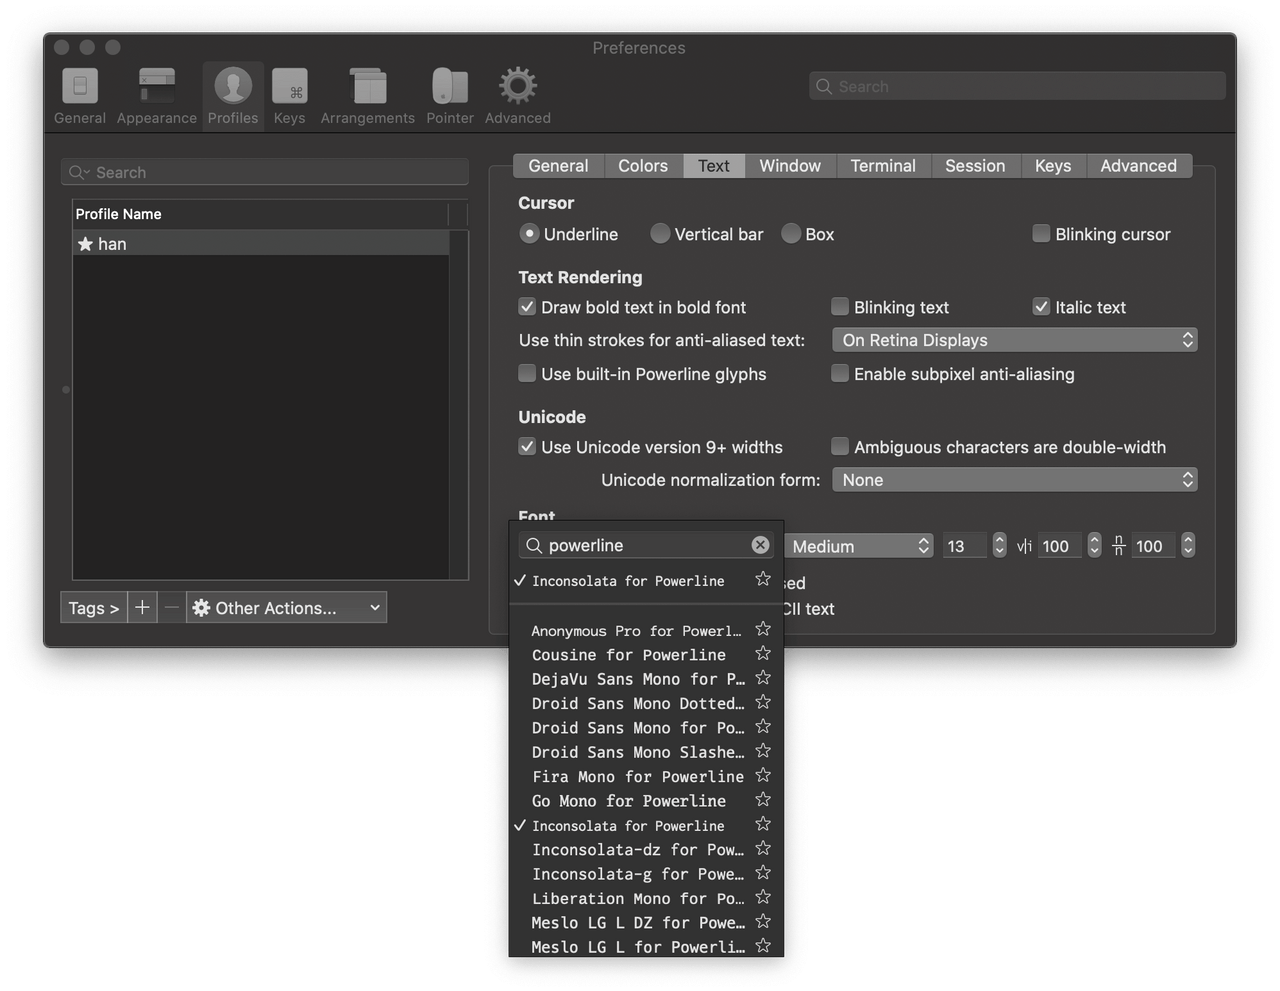 Preferences
General Appearance Profiles Keys Arrangements Pointer Advanced
Search
Search
Profile Name
han
Tags > + − Other Actions...
General Colors Text Window Terminal Session Keys Advanced
Cursor
Underline Vertical bar Box Blinking cursor
Text Rendering
Draw bold text in bold font Blinking text Italic text
Use thin strokes for anti-aliased text: On Retina Displays
Use built-in Powerline glyphs Enable subpixel anti-aliasing
Unicode
Use Unicode version 9+ widths Ambiguous characters are double-width
Unicode normalization form: None
Font
powerline Medium 13 v|i 100 n/n 100
Inconsolata for Powerline
sed
CII text
Anonymous Pro for Powerl…
Cousine for Powerline
DejaVu Sans Mono for P…
Droid Sans Mono Dotted…
Droid Sans Mono for Po…
Droid Sans Mono Slashe…
Fira Mono for Powerline
Go Mono for Powerline
Inconsolata for Powerline
Inconsolata-dz for Pow…
Inconsolata-g for Powe…
Liberation Mono for Po…
Meslo LG L DZ for Powe…
Meslo LG L for Powerli…